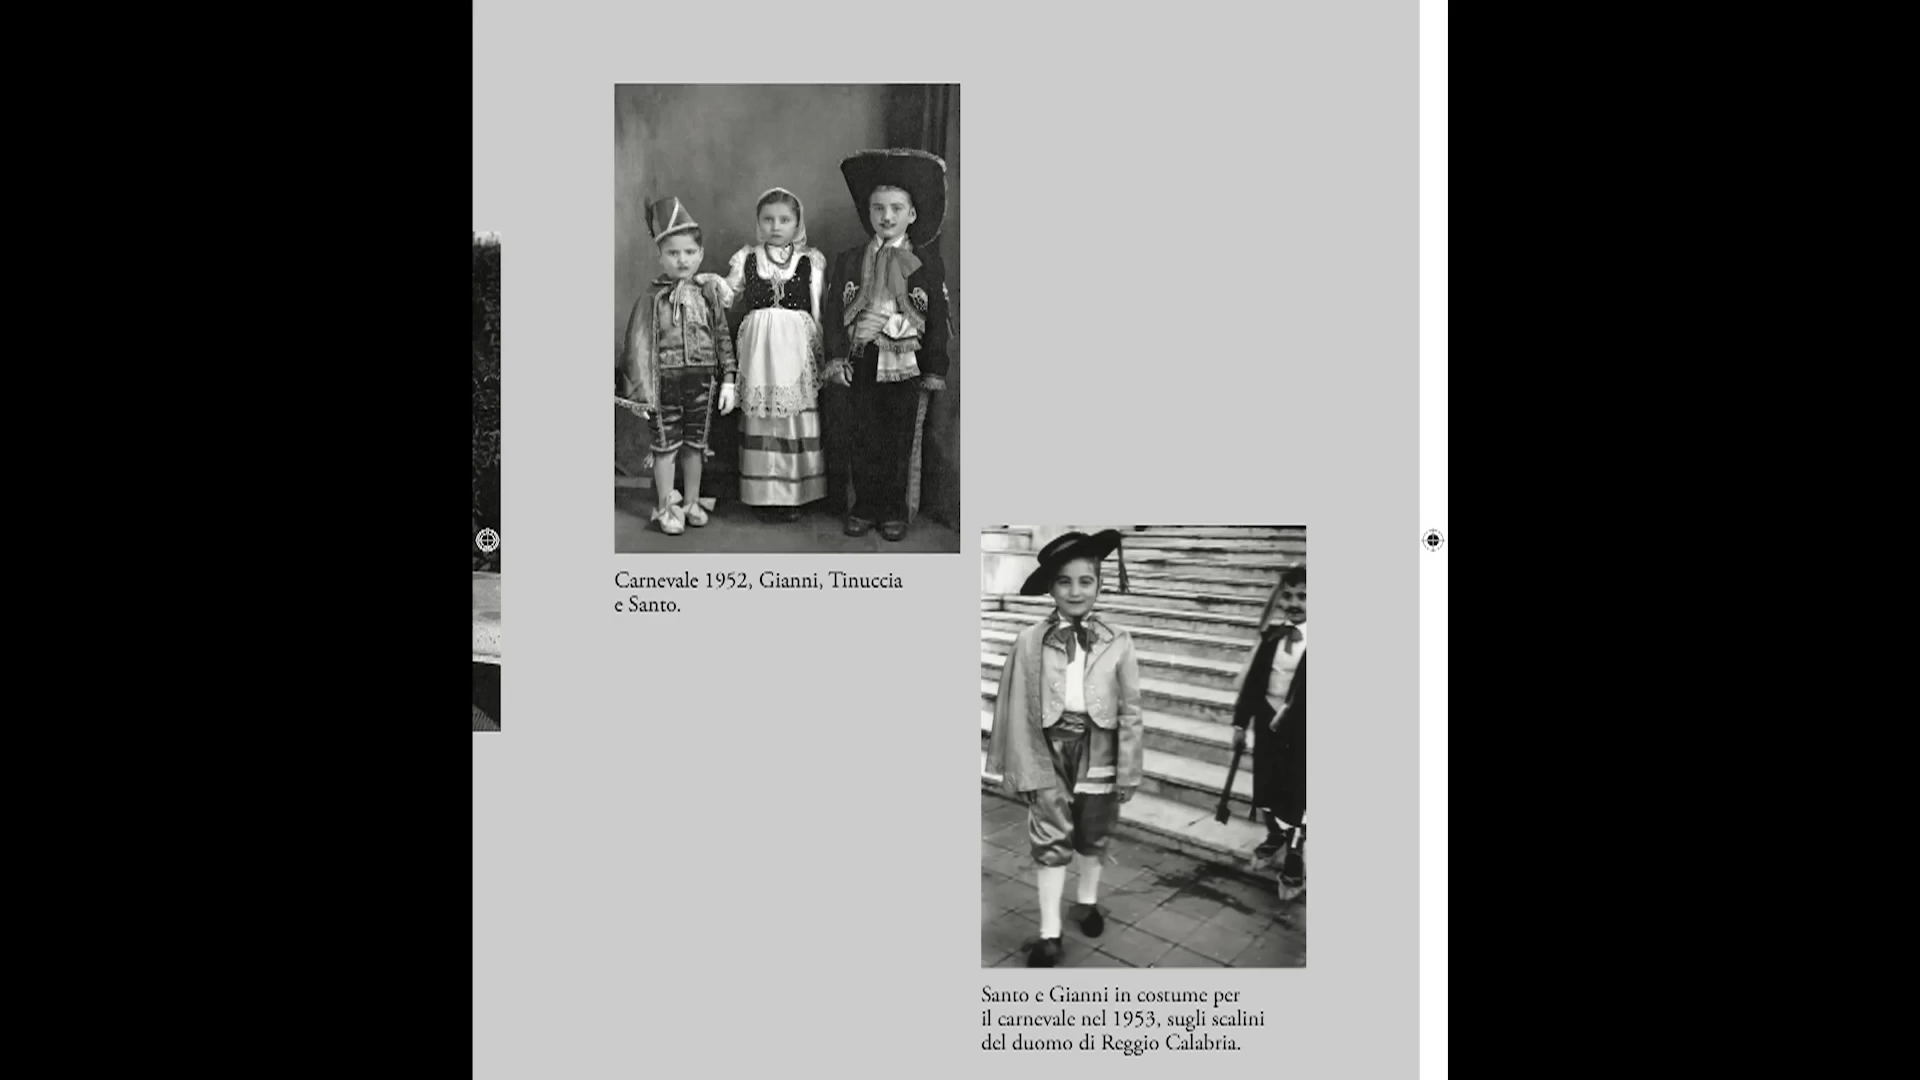 Carnevale 1952, Gianni, Tinuccia
e Santo.
Santo e Gianni in costume per
il carnevale nel 1953, sugli scalini
del duomo di Reggio Calabria.